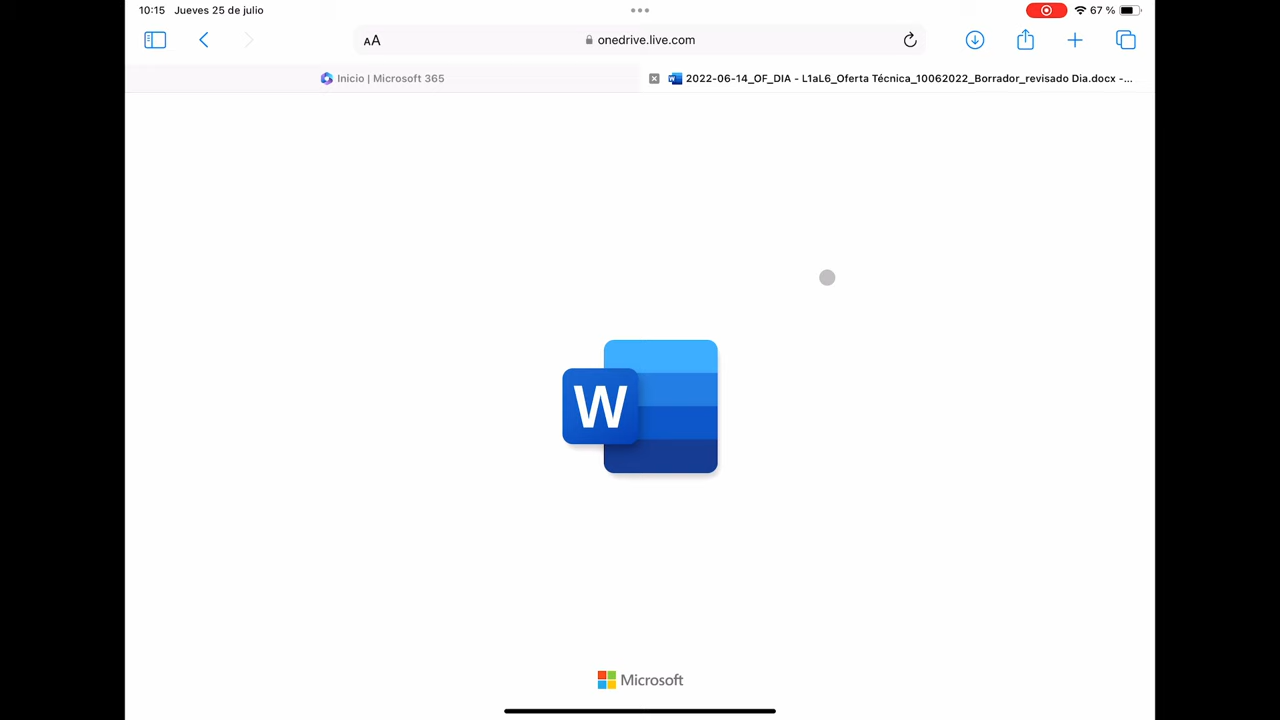 10:15 Jueves 25 de julio
67 %
AA
onedrive.live.com
Inicio | Microsoft 365
2022-06-14_OF_DIA - L1aL6_Oferta Técnica_10062022_Borrador_revisado Dia.docx -...
W
Microsoft